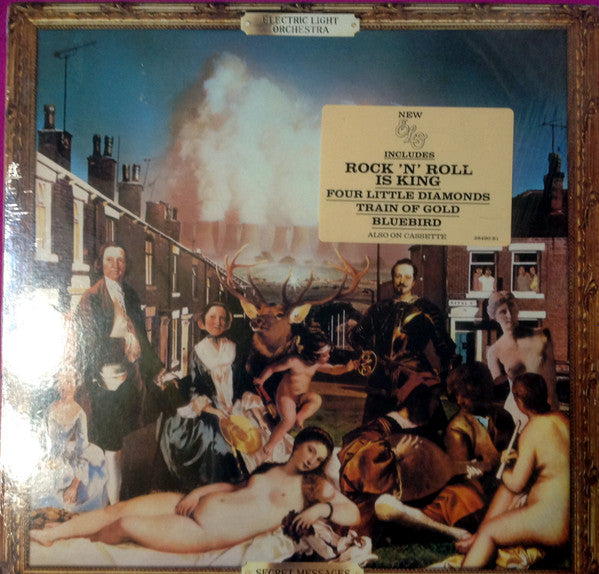 ELECTRIC LIGHT
ORCHESTRA
NEW
ELO
INCLUDES
ROCK 'N' ROLL
IS KING
FOUR LITTLE DIAMONDS
TRAIN OF GOLD
BLUEBIRD
ALSO ON CASSETTE
SECRET MESSAGES